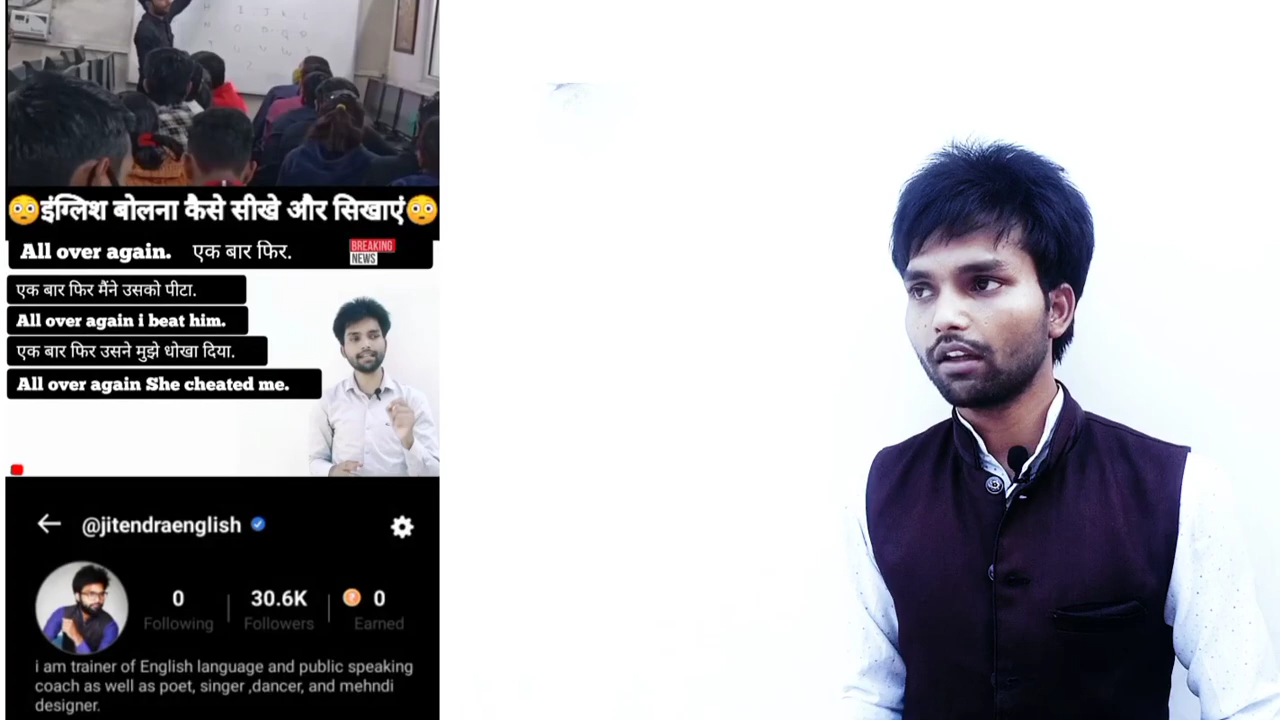 😳इंग्लिश बोलना कैसे सीखे और सिखाएं😳
All over again. एक बार फिर. BREAKING NEWS
एक बार फिर मैंने उसको पीटा.
All over again i beat him.
एक बार फिर उसने मुझे धोखा दिया.
All over again She cheated me.
@jitendraenglish
0 30.6K 0
Following Followers Earned
i am trainer of English language and public speaking
coach as well as poet, singer ,dancer, and mehndi
designer.